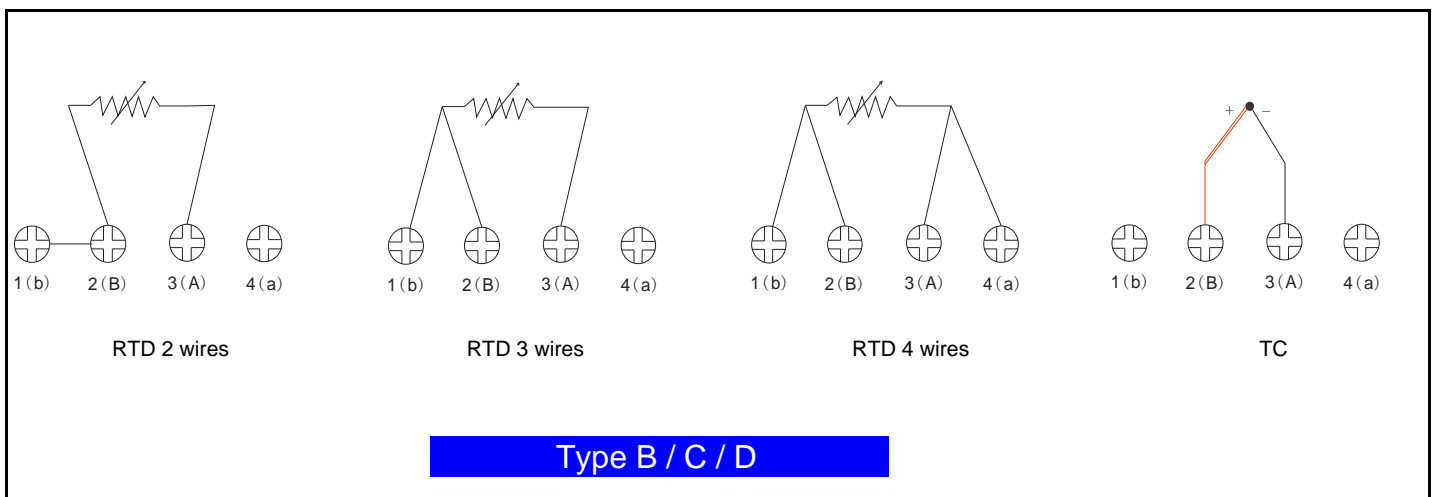 + −
1(b) 2(B) 3(A) 4(a)
1(b) 2(B) 3(A) 4(a)
1(b) 2(B) 3(A) 4(a)
1(b) 2(B) 3(A) 4(a)
RTD 2 wires
RTD 3 wires
RTD 4 wires
TC
Type B / C / D